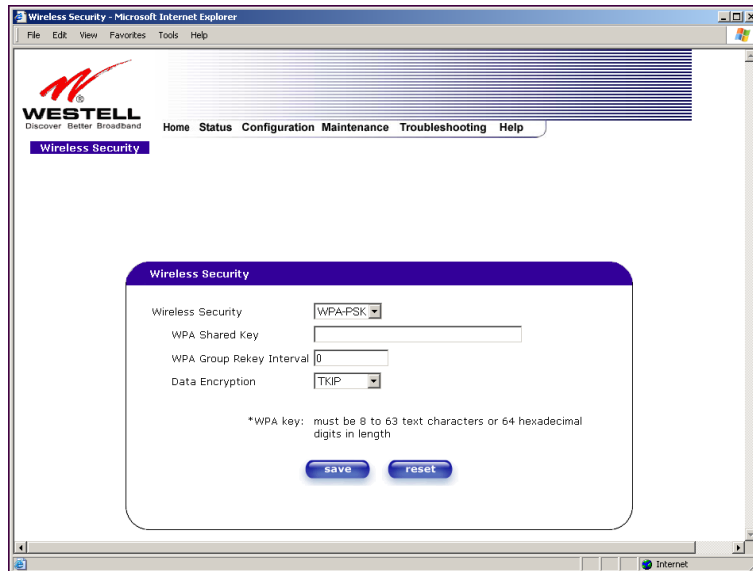 Wireless Security - Microsoft Internet Explorer
File Edit View Favorites Tools Help
WESTELL
®
Discover Better Broadband
Home Status Configuration Maintenance Troubleshooting Help
Wireless Security
Wireless Security
Wireless Security WPA-PSK
WPA Shared Key
WPA Group Rekey Interval 0
Data Encryption TKIP
*WPA key: must be 8 to 63 text characters or 64 hexadecimal
digits in length
save reset
Internet